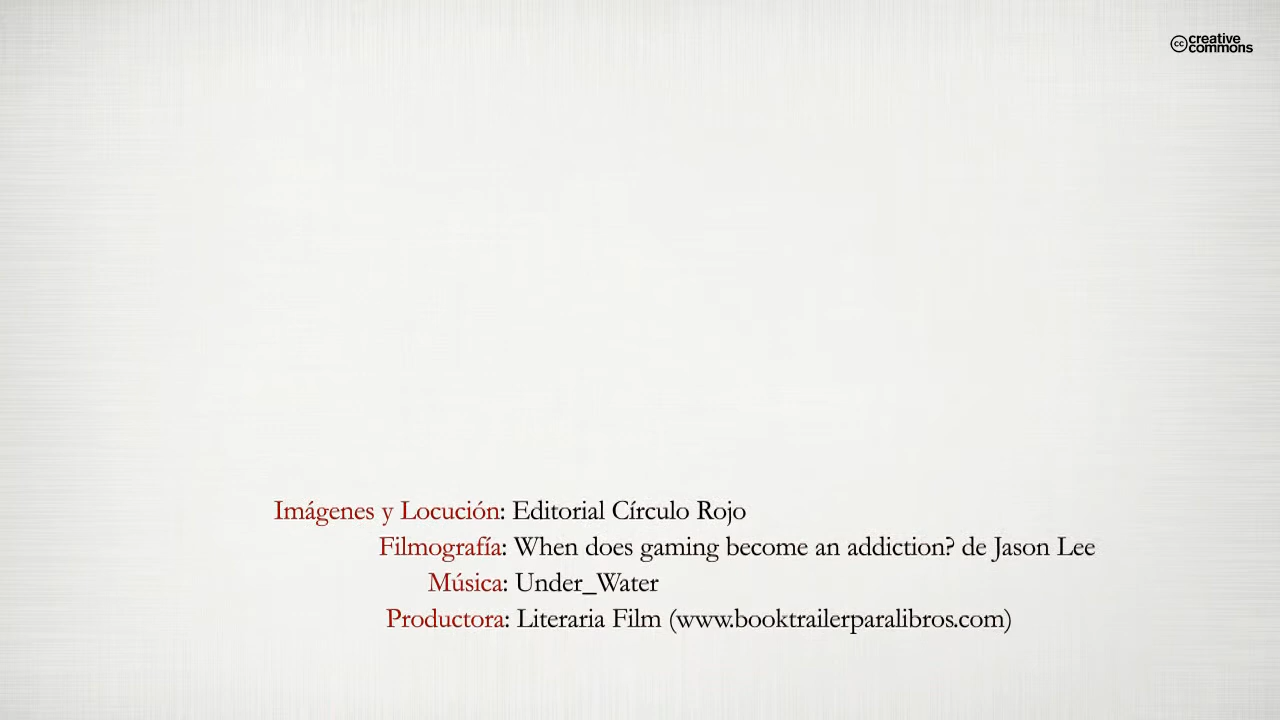 cc creative
commons
Imágenes y Locución: Editorial Círculo Rojo
Filmografía: When does gaming become an addiction? de Jason Lee
Música: Under_Water
Productora: Literaria Film (www.booktrailerparalibros.com)